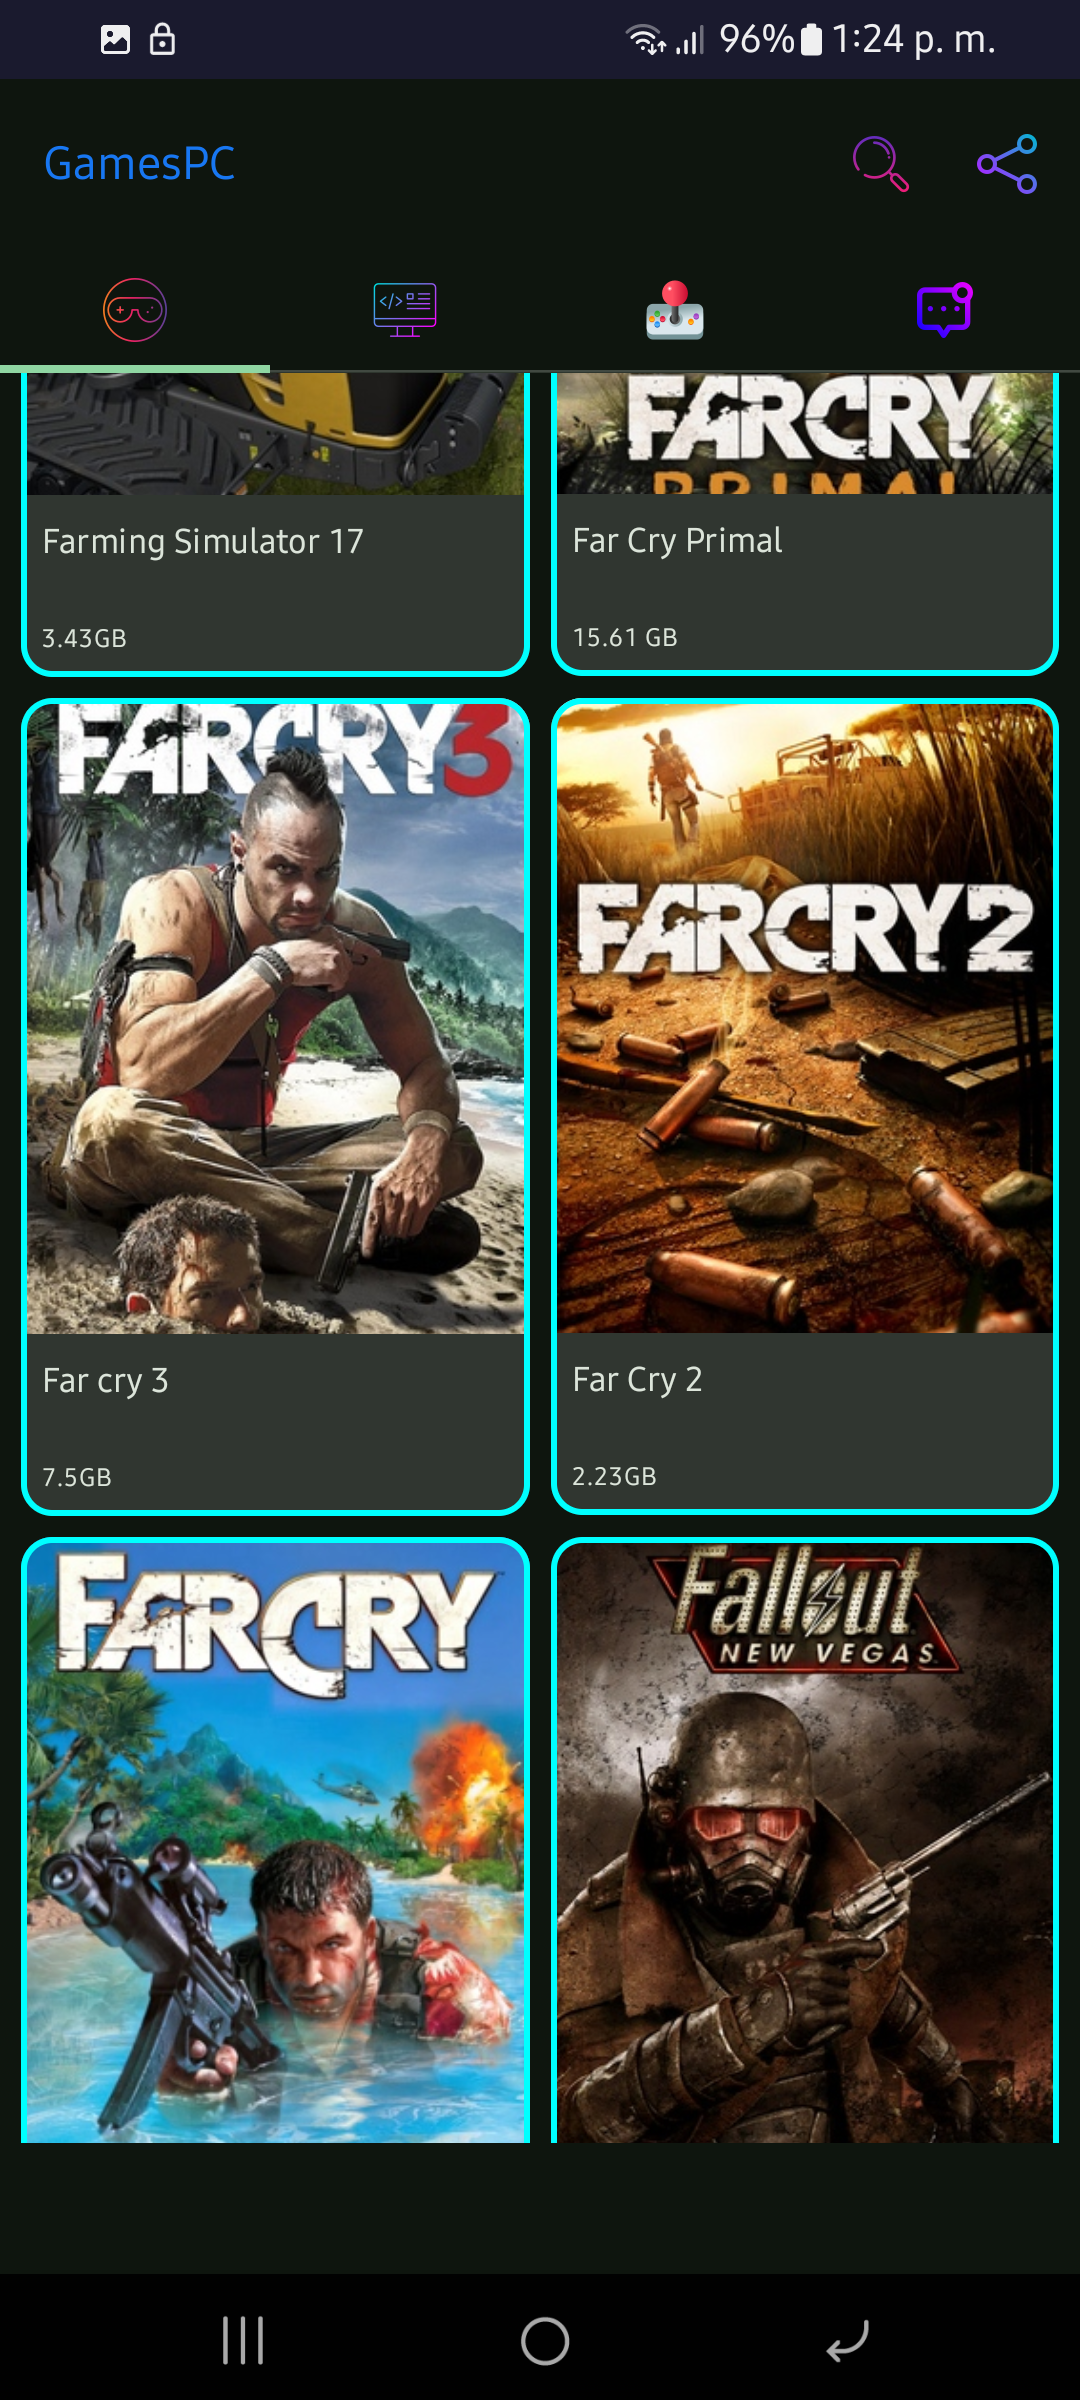 96% 1:24 p. m.
GamesPC
FARCRY
PRIMAL
Farming Simulator 17
Far Cry Primal
3.43GB
15.61 GB
FARCRY3
FARCRY2
Far cry 3
Far Cry 2
7.5GB
2.23GB
FARCRY
Fallout
NEW VEGAS